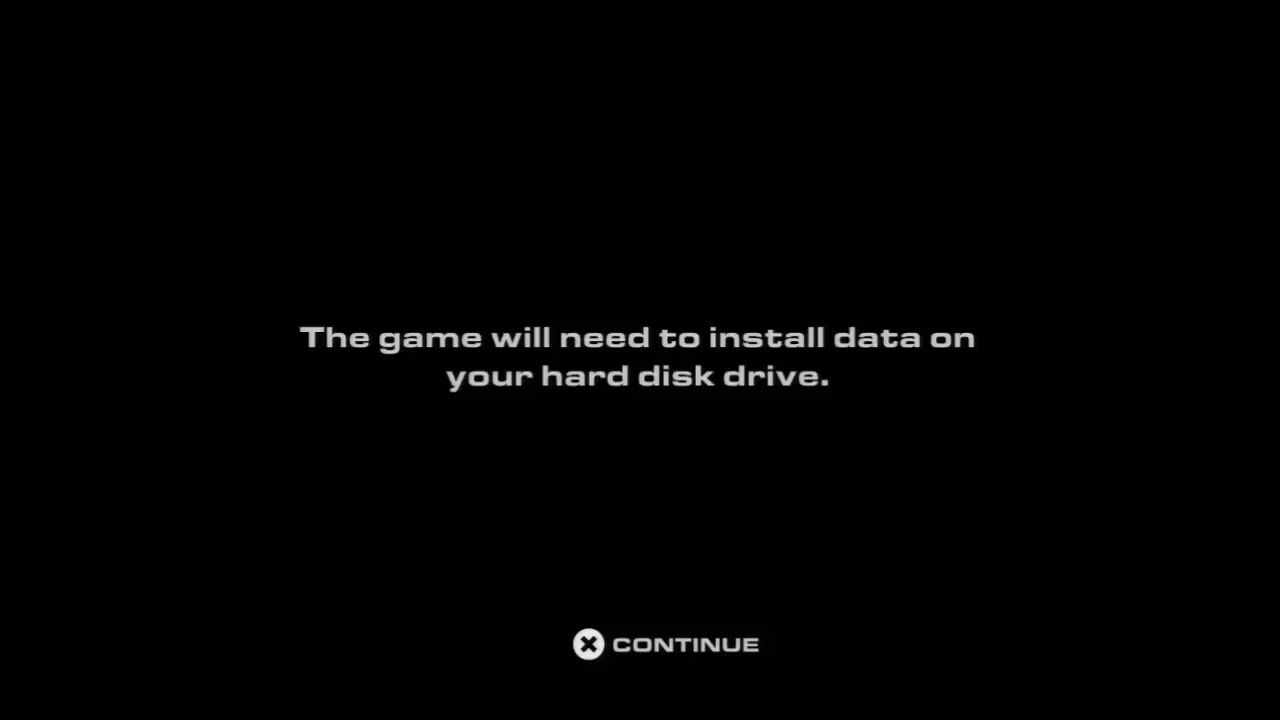 The game will need to install data on
your hard disk drive.
CONTINUE